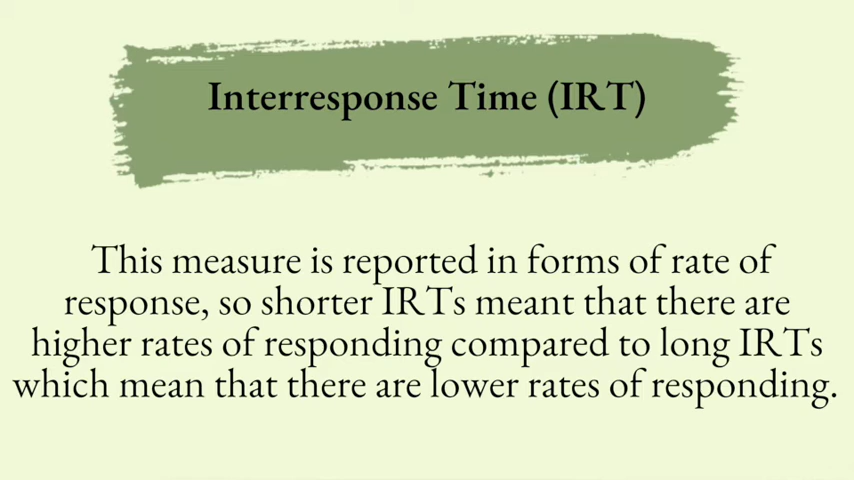 Interresponse Time (IRT)
This measure is reported in forms of rate of
response, so shorter IRTs meant that there are
higher rates of responding compared to long IRTs
which mean that there are lower rates of responding.